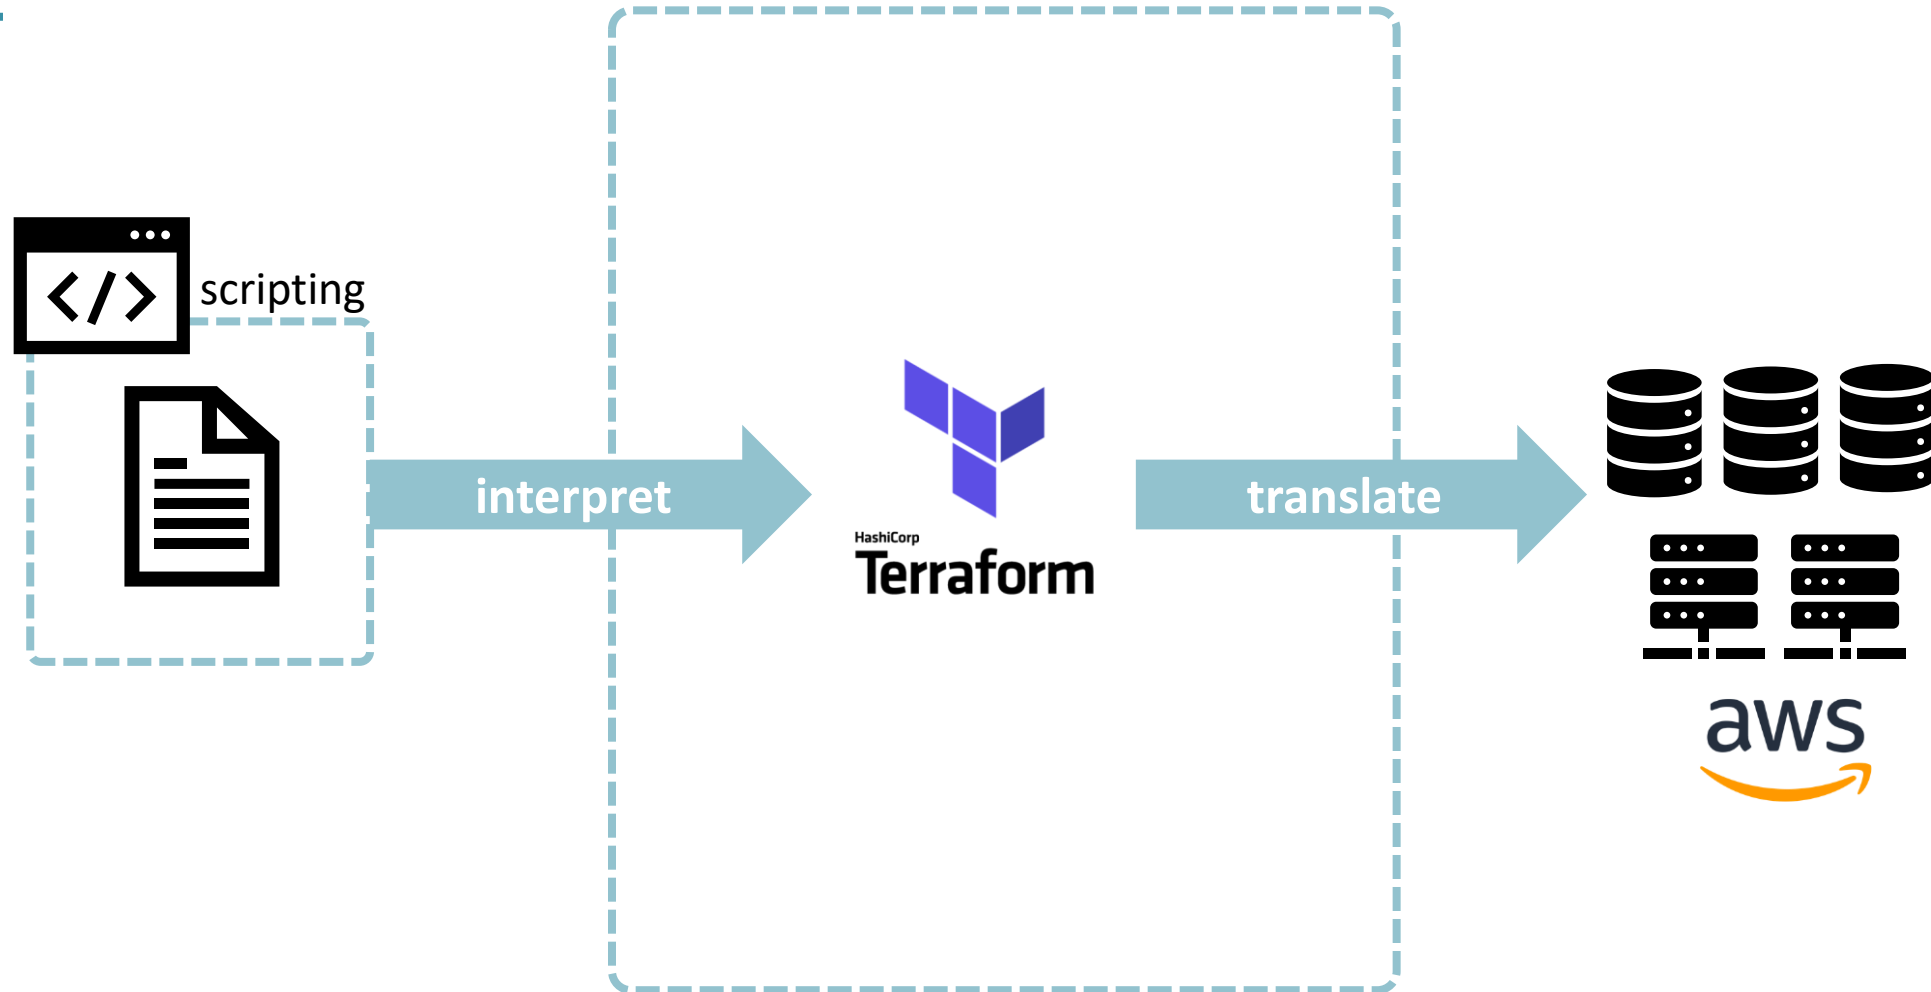 scripting
interpret
HashiCorp
Terraform
translate
aws